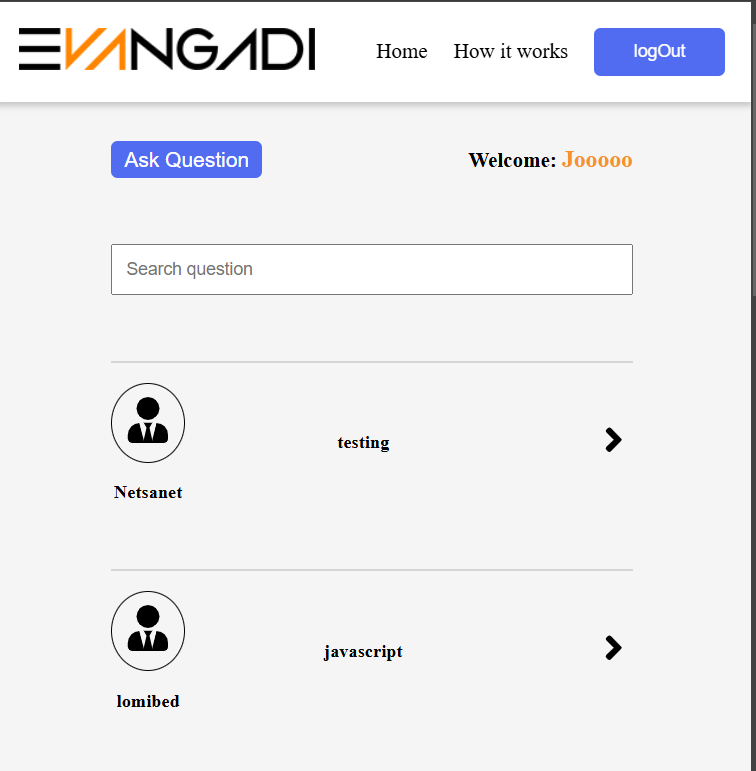 EVANGADI
Home How it works logOut
Ask Question Welcome: Jooooo
Search question
testing
Netsanet
javascript
lomibed